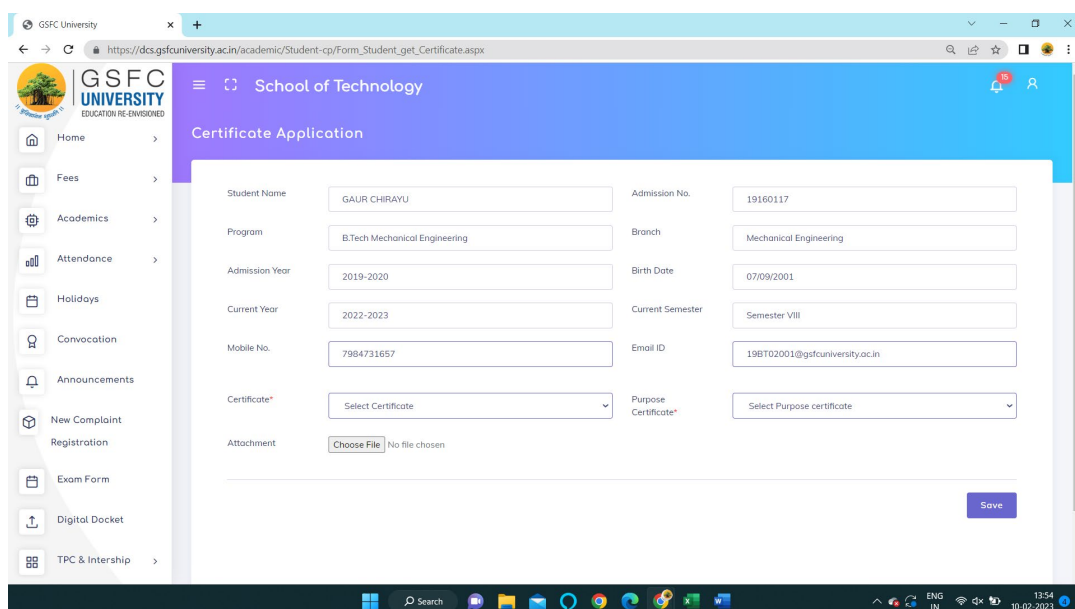 GSFC University
https://dcs.gsfcuniversity.ac.in/academic/Student-cp/Form_Student_get_Certificate.aspx
GSFC
UNIVERSITY
EDUCATION RE-ENVISIONED
School of Technology
15
Certificate Application
Home
Fees
Academics
Attendance
Holidays
Convocation
Announcements
New Complaint
Registration
Exam Form
Digital Docket
TPC & Intership
Student Name GAUR CHIRAYU Admission No. 19160117
Program B.Tech Mechanical Engineering Branch Mechanical Engineering
Admission Year 2019-2020 Birth Date 07/09/2001
Current Year 2022-2023 Current Semester Semester VIII
Mobile No. 7984731657 Email ID 19BT02001@gsfcuniversity.ac.in
Certificate* Select Certificate Purpose Certificate* Select Purpose certificate
Attachment Choose File No file chosen
Save
Search
ENG
IN
13:54
10-02-2023